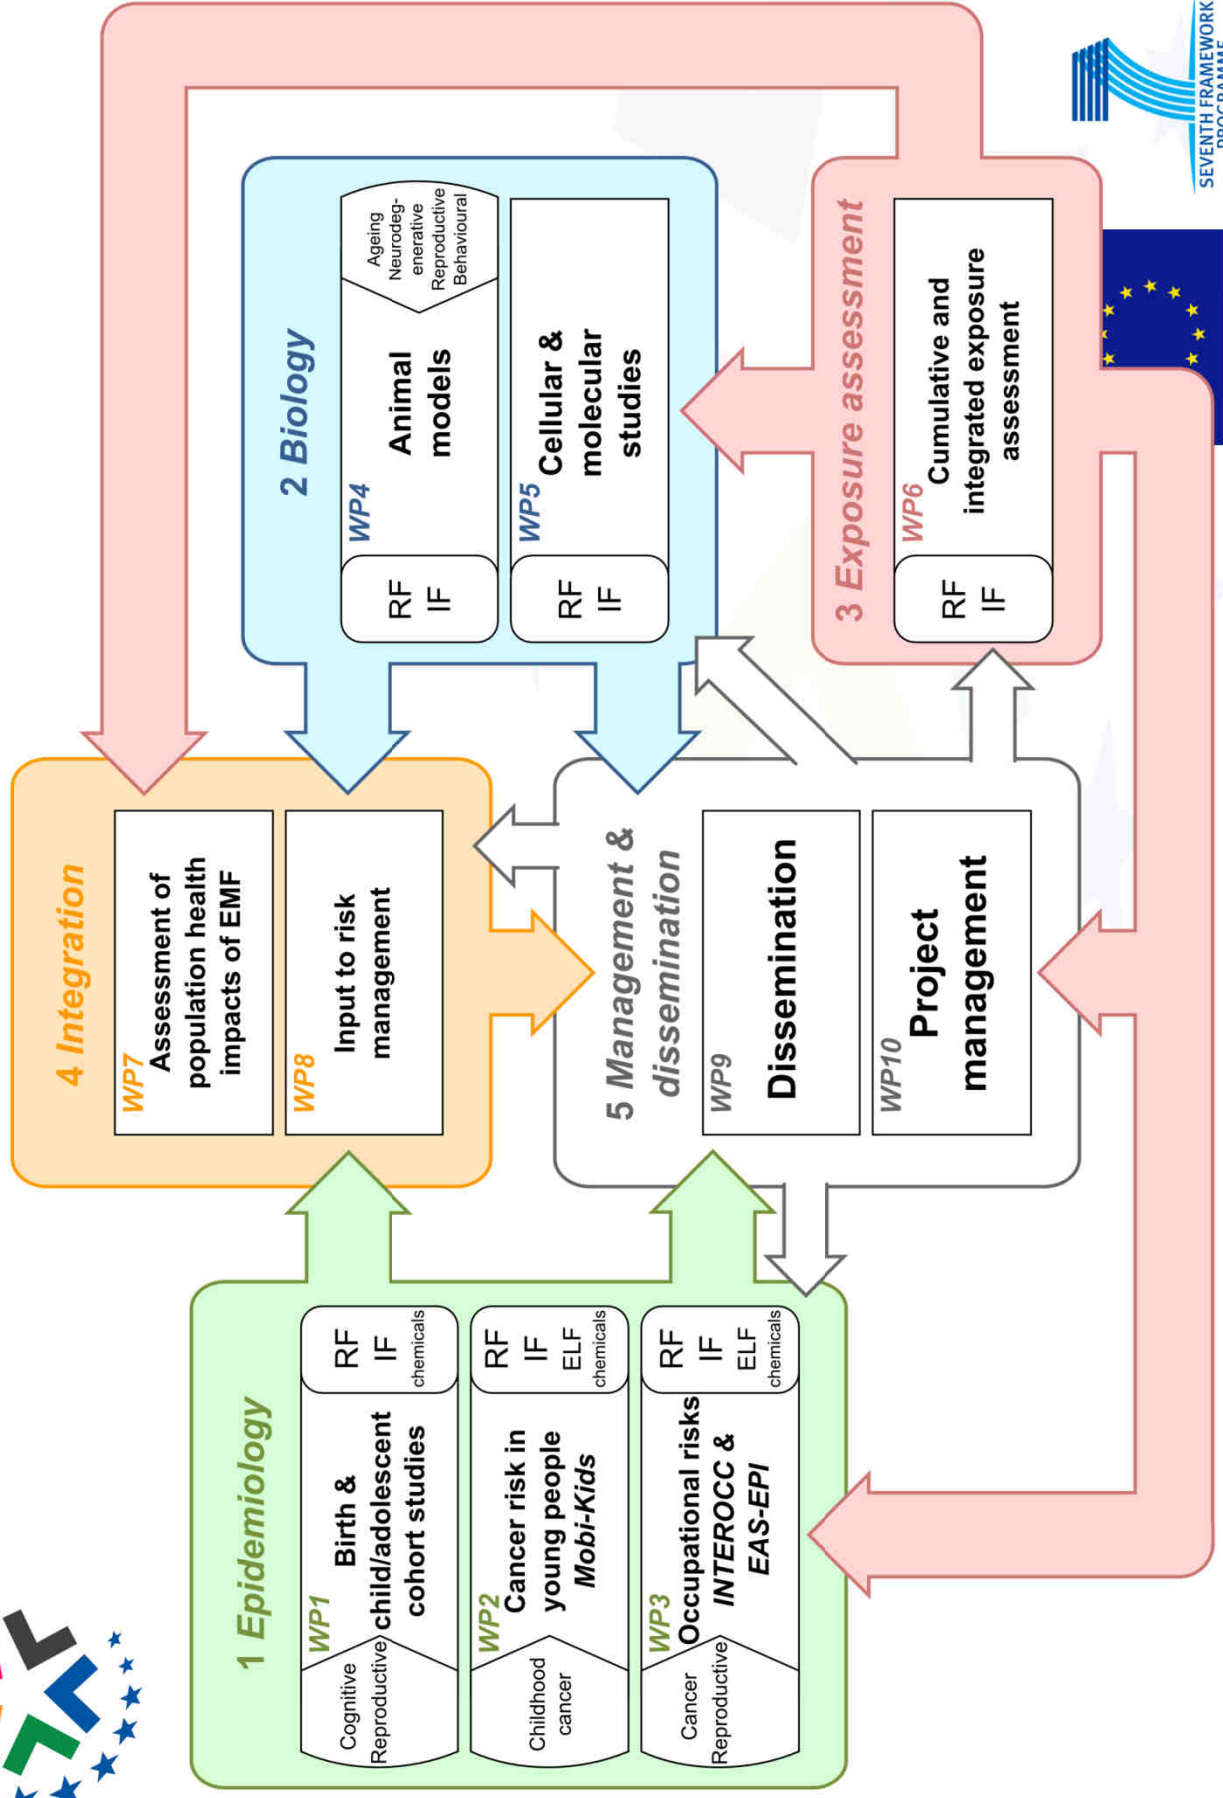 1 Epidemiology
WP1
Birth &
child/adolescent
cohort studies
Cognitive
Reproductive
RF
IF
chemicals
WP2
Cancer risk in
young people
Mobi-Kids
Childhood
cancer
RF
IF
ELF
chemicals
WP3
Occupational risks
INTEROCC &
EAS-EPI
Cancer
Reproductive
RF
IF
ELF
chemicals
4 Integration
WP7
Assessment of
population health
impacts of EMF
WP8
Input to risk
management
5 Management &
dissemination
WP9
Dissemination
WP10
Project
management
2 Biology
WP4
Animal
models
RF
IF
Ageing
Neurodeg-
enerative
Reproductive
Behavioural
WP5
Cellular &
molecular
studies
RF
IF
3 Exposure assessment
WP6
Cumulative and
integrated exposure
assessment
RF
IF
SEVENTH FRAMEWORK
PROGRAMME